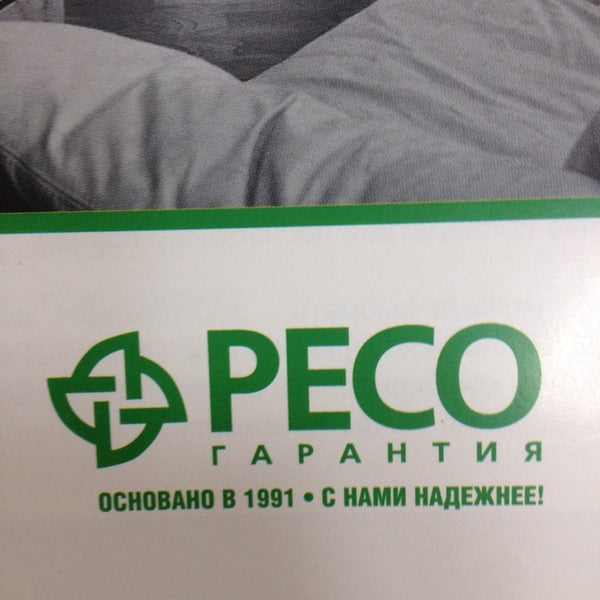 РЕСО
ГАРАНТИЯ
ОСНОВАНО В 1991 • С НАМИ НАДЕЖНЕЕ!